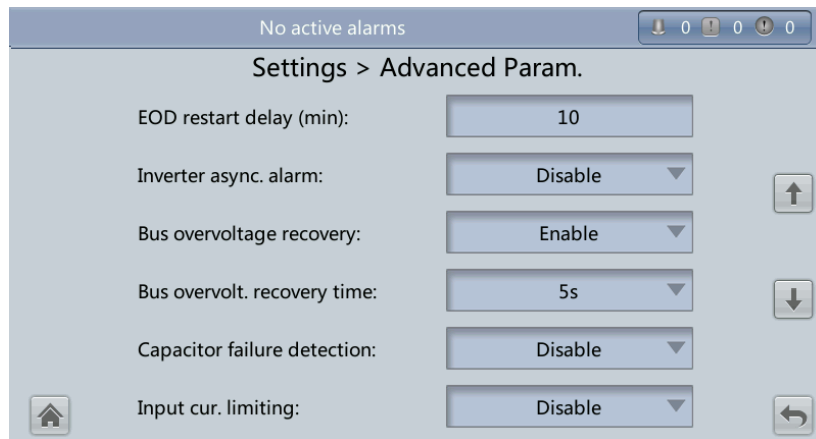 No active alarms 0 0 0
Settings > Advanced Param.
EOD restart delay (min): 10
Inverter async. alarm: Disable
Bus overvoltage recovery: Enable
Bus overvolt. recovery time: 5s
Capacitor failure detection: Disable
Input cur. limiting: Disable